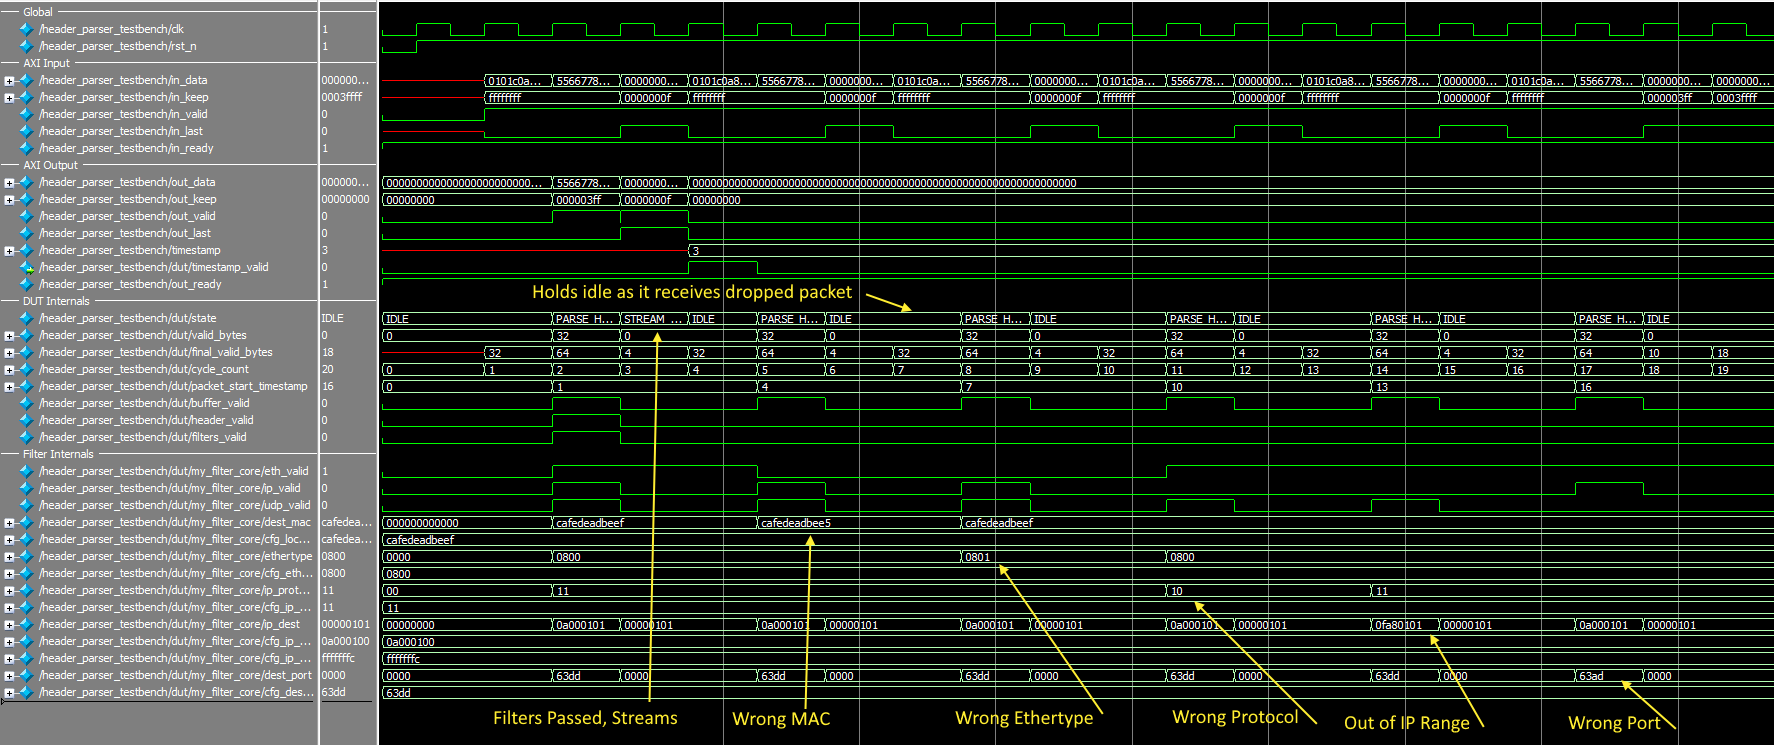 Global
/header_parser_testbench/clk 1
/header_parser_testbench/rst_n 1
AXI Input
/header_parser_testbench/in_data 000000... 0101c0a... 5566778... 0000000... 0101c0a8... 5566778... 0000000... 0101c0a... 5566778... 0000000... 0101c0a... 5566778... 0000000... 0101c0a8... 5566778... 0000000... 0101c0a... 5566778... 0000000... 0000000...
/header_parser_testbench/in_keep 0003ffff ffffffff 0000000f ffffffff 0000000f ffffffff 0000000f ffffffff 0000000f ffffffff 0000000f ffffffff 000003ff 0003ffff
/header_parser_testbench/in_valid 0
/header_parser_testbench/in_last 0
/header_parser_testbench/in_ready 1
AXI Output
/header_parser_testbench/out_data 000000... 00000000000000000000000... 5566778... 0000000... 0000000000000000000000000000000000000000000000000000000000000000
/header_parser_testbench/out_keep 00000000 00000000 000003ff 0000000f 00000000
/header_parser_testbench/out_valid 0
/header_parser_testbench/out_last 0
/header_parser_testbench/timestamp 3 3
/header_parser_testbench/dut/timestamp_valid 0
/header_parser_testbench/out_ready 1
Holds idle as it receives dropped packet
DUT Internals
/header_parser_testbench/dut/state IDLE IDLE PARSE_H... STREAM_... IDLE PARSE_H... IDLE PARSE_H... IDLE PARSE_H... IDLE PARSE_H... IDLE PARSE_H... IDLE
/header_parser_testbench/dut/valid_bytes 0 0 32 0 32 0 32 0 32 0 32 0 32 0
/header_parser_testbench/dut/final_valid_bytes 18 32 64 4 32 64 4 32 64 4 32 64 4 32 64 4 32 64 10 18
/header_parser_testbench/dut/cycle_count 20 0 1 2 3 4 5 6 7 8 9 10 11 12 13 14 15 16 17 18 19
/header_parser_testbench/dut/packet_start_timestamp 16 0 1 4 7 10 13 16
/header_parser_testbench/dut/buffer_valid 0
/header_parser_testbench/dut/header_valid 0
/header_parser_testbench/dut/filters_valid 0
Filter Internals
/header_parser_testbench/dut/my_filter_core/eth_valid 1
/header_parser_testbench/dut/my_filter_core/ip_valid 0
/header_parser_testbench/dut/my_filter_core/udp_valid 0
/header_parser_testbench/dut/my_filter_core/dest_mac cafedea... 000000000000 cafedeadbeef cafedeadbee5 cafedeadbeef
/header_parser_testbench/dut/my_filter_core/cfg_loc... cafedea... cafedeadbeef
/header_parser_testbench/dut/my_filter_core/ethertype 0800 0000 0800 0801 0800
/header_parser_testbench/dut/my_filter_core/cfg_eth... 0800 0800
/header_parser_testbench/dut/my_filter_core/ip_prot... 11 00 11 10 11
/header_parser_testbench/dut/my_filter_core/cfg_ip_... 11 11
/header_parser_testbench/dut/my_filter_core/ip_dest 00000101 00000000 0a000101 00000101 0a000101 00000101 0a000101 00000101 0a000101 00000101 0fa80101 00000101 0a000101 00000101
/header_parser_testbench/dut/my_filter_core/cfg_ip_... 0a000100 0a000100
/header_parser_testbench/dut/my_filter_core/cfg_ip_... fffffffc fffffffc
/header_parser_testbench/dut/my_filter_core/dest_port 0000 0000 63dd 0000 63dd 0000 63dd 0000 63dd 0000 63dd 0000 63ad 0000
/header_parser_testbench/dut/my_filter_core/cfg_des... 63dd 63dd
Filters Passed, Streams
Wrong MAC
Wrong Ethertype
Wrong Protocol
Out of IP Range
Wrong Port